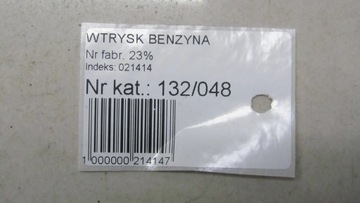 WTRYSK BENZYNA
Nr fabr. 23%
Indeks: 021414
Nr kat.: 132/048
1 000000 214147